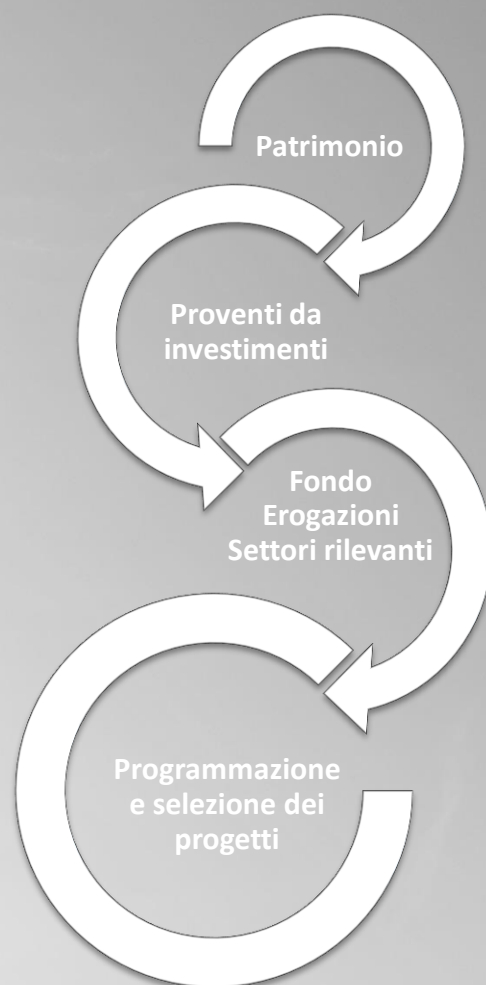 Patrimonio
Proventi da
investimenti
Fondo
Erogazioni
Settori rilevanti
Programmazione
e selezione dei
progetti